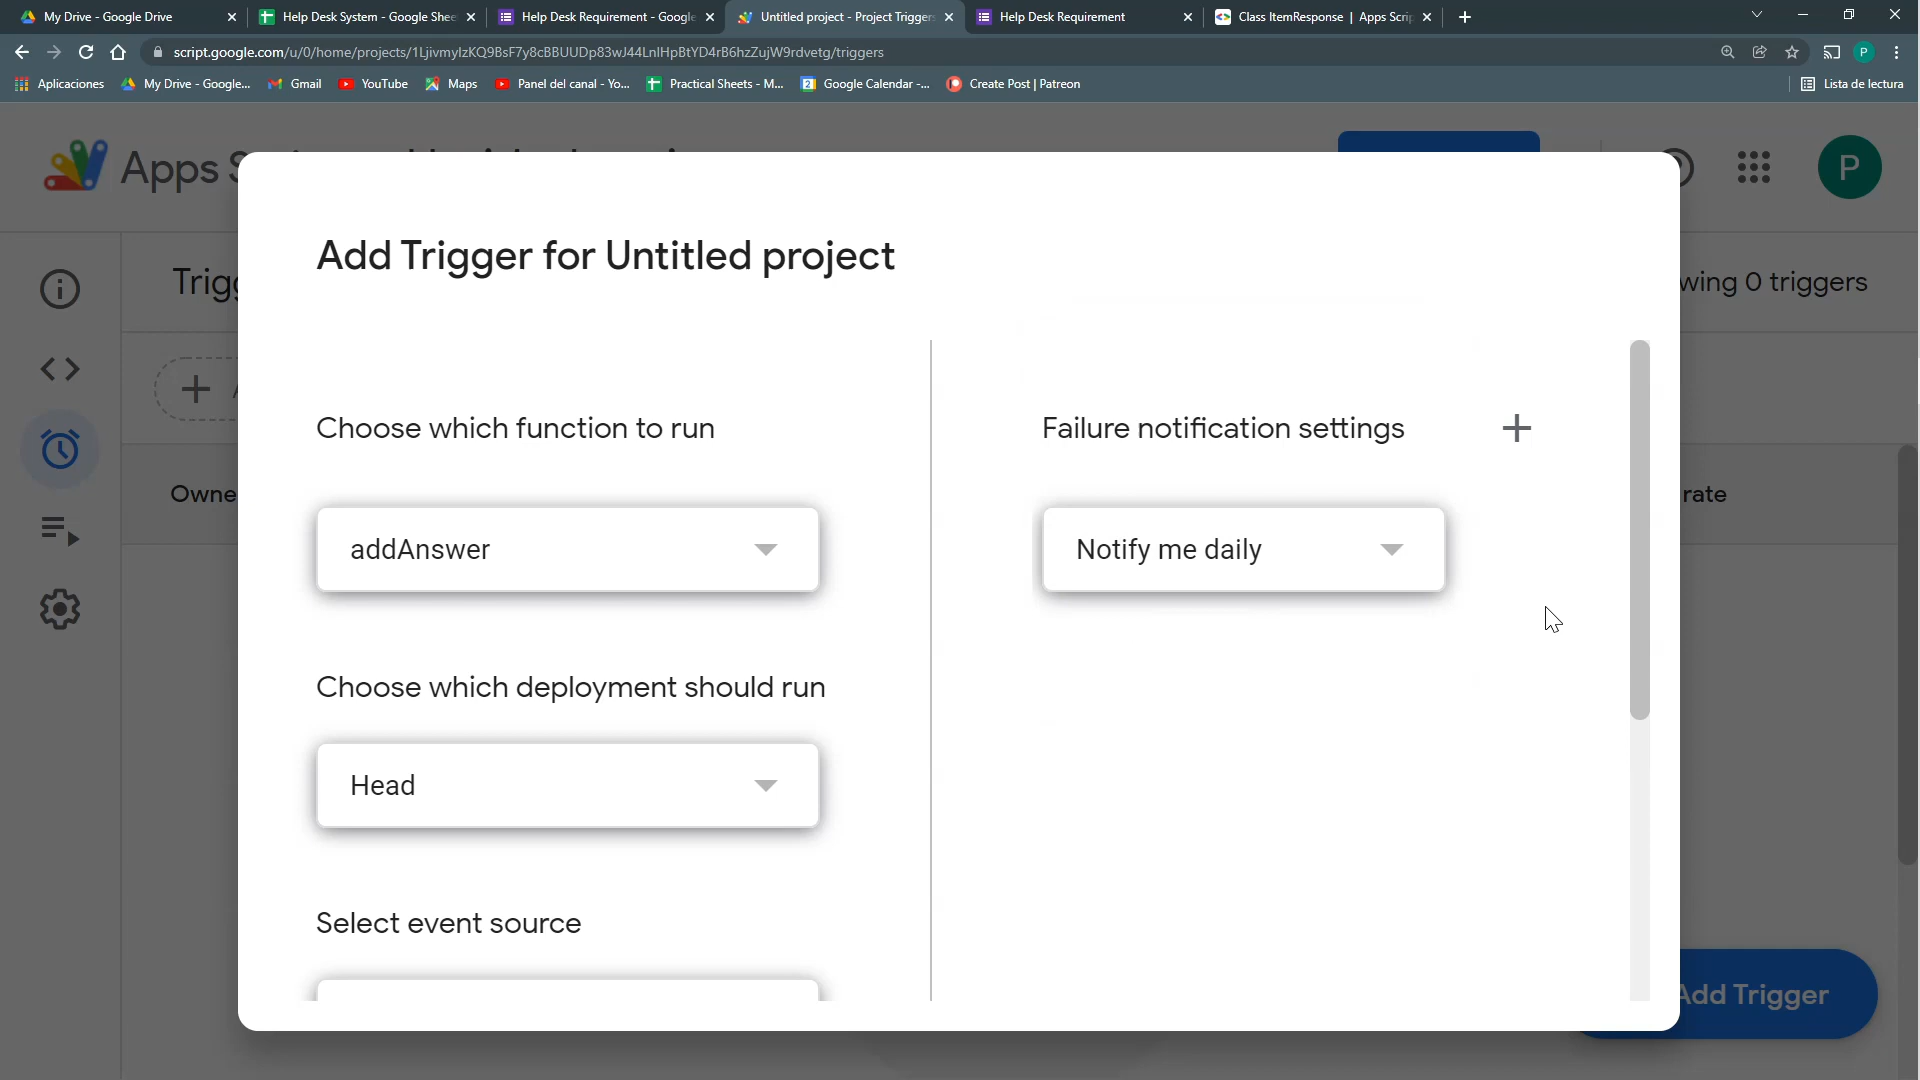 My Drive - Google Drive
Help Desk System - Google Shee
Help Desk Requirement - Google
Untitled project - Project Triggers
Help Desk Requirement
Class ItemResponse | Apps Scrip
script.google.com/u/0/home/projects/1LjivmyIzKQ9BsF7y8cBBUUDp83wJ44LnIHpBtYD4rB6hzZujW9rdvetg/triggers
P
Aplicaciones
My Drive - Google...
Gmail
YouTube
Maps
Panel del canal - Yo...
Practical Sheets - M...
Google Calendar -...
Create Post | Patreon
Lista de lectura
Apps S
P
Add Trigger for Untitled project
Trigg
wing 0 triggers
Choose which function to run
Failure notification settings
Owne
rate
addAnswer
Notify me daily
Choose which deployment should run
Head
Select event source
Add Trigger